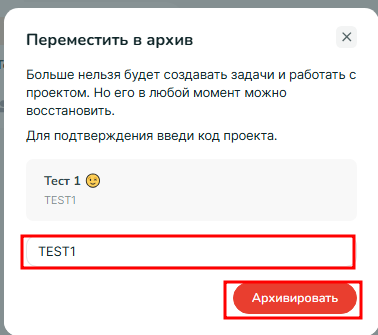 Переместить в архив
Больше нельзя будет создавать задачи и работать с
проектом. Но его в любой момент можно
восстановить.
Для подтверждения введи код проекта.
Тест 1 😉
TEST1
TEST1
Архивировать